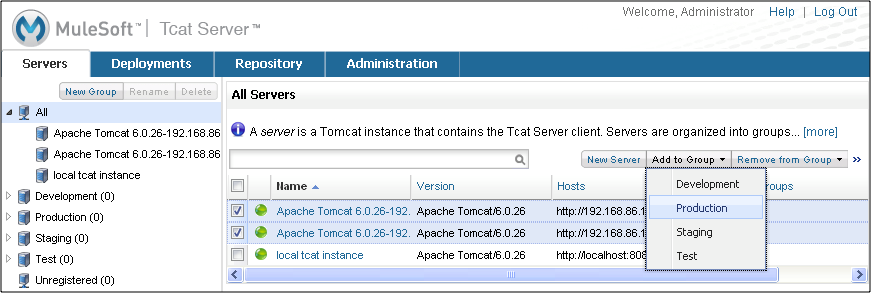 Welcome, Administrator Help | Log Out
MuleSoft™ | Tcat Server™
Servers Deployments Repository Administration
New Group Rename Delete
All
Apache Tomcat 6.0.26-192.168.86
Apache Tomcat 6.0.26-192.168.86
local tcat instance
Development (0)
Production (0)
Staging (0)
Test (0)
Unregistered (0)
All Servers
A server is a Tomcat instance that contains the Tcat Server client. Servers are organized into groups... [more]
New Server Add to Group Remove from Group »
Name Version Hosts Groups
Apache Tomcat 6.0.26-192. Apache Tomcat/6.0.26 http://192.168.86.1
Apache Tomcat 6.0.26-192. Apache Tomcat/6.0.26 http://192.168.86.1
local tcat instance Apache Tomcat/6.0.26 http://localhost:808
Development
Production
Staging
Test